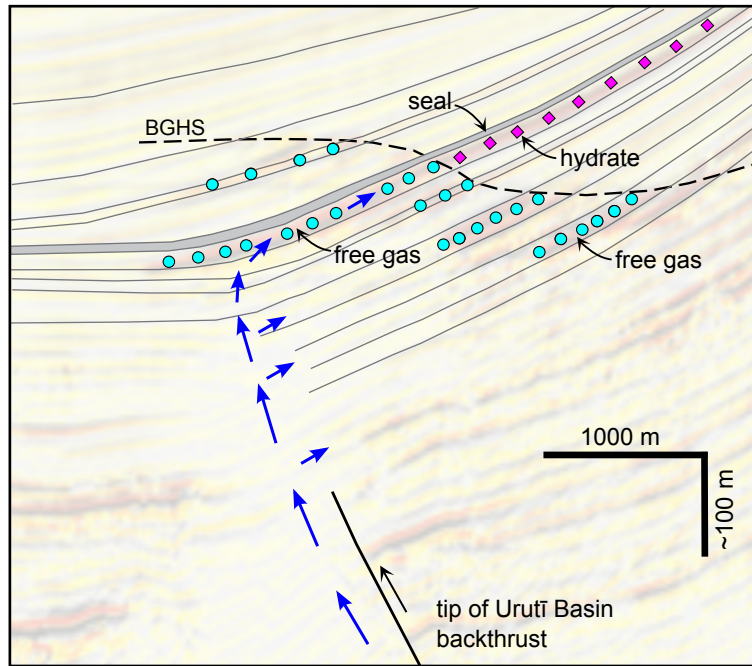 seal
BGHS
hydrate
free gas
free gas
1000 m
~100 m
tip of Urutī Basin
backthrust